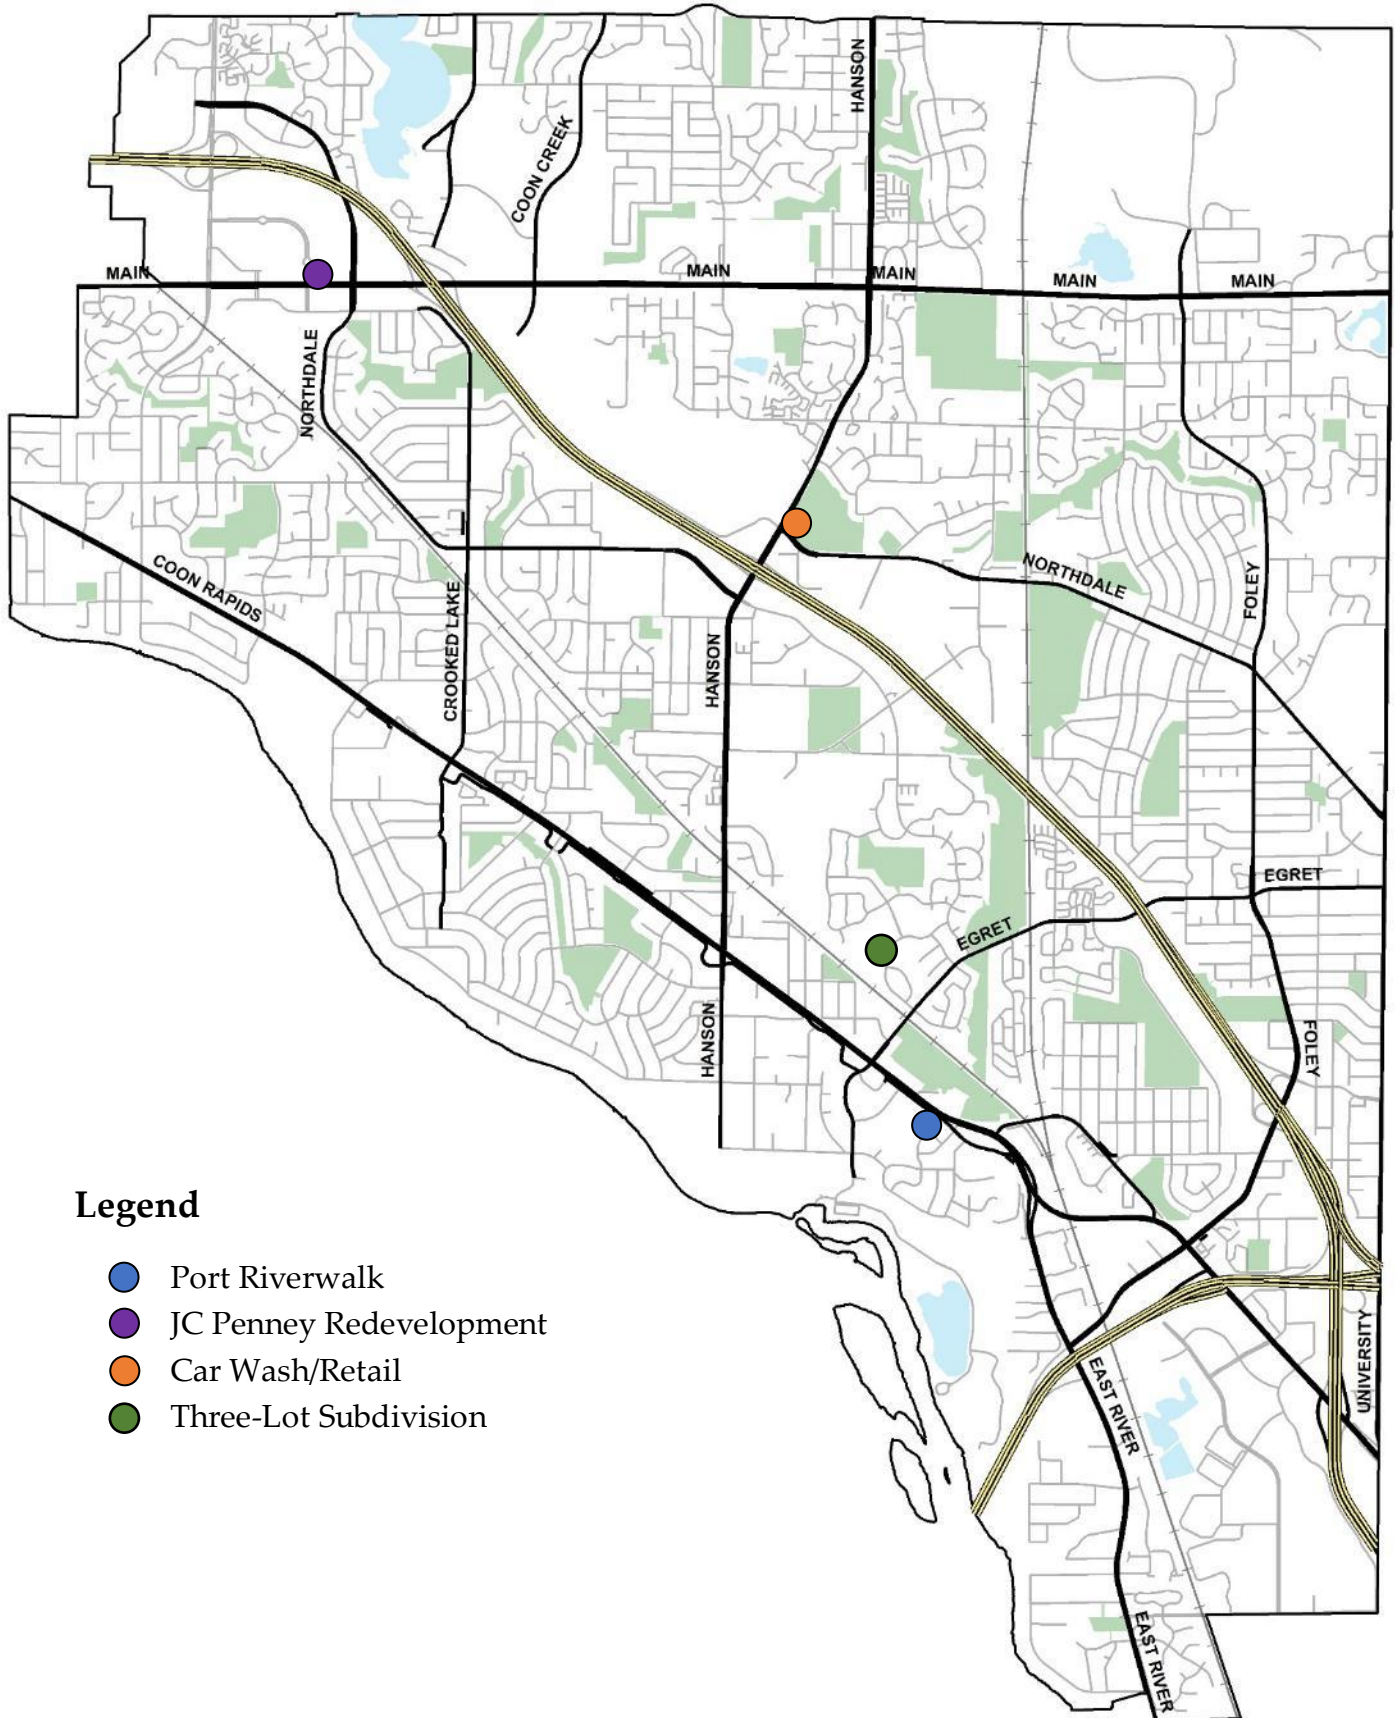 HANSON
COON CREEK
MAIN
MAIN
MAIN
MAIN
MAIN
NORTHDALE
COON RAPIDS
CROOKED LAKE
HANSON
NORTHDALE
FOLEY
EGRET
EGRET
HANSON
FOLEY
Legend
Port Riverwalk
JC Penney Redevelopment
Car Wash/Retail
Three-Lot Subdivision
UNIVERSITY
EAST RIVER
EAST RIVER